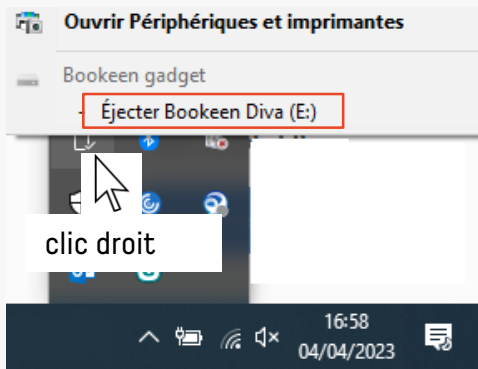 Ouvrir Périphériques et imprimantes
Bookeen gadget
- Éjecter Bookeen Diva (E:)
clic droit
16:58
04/04/2023